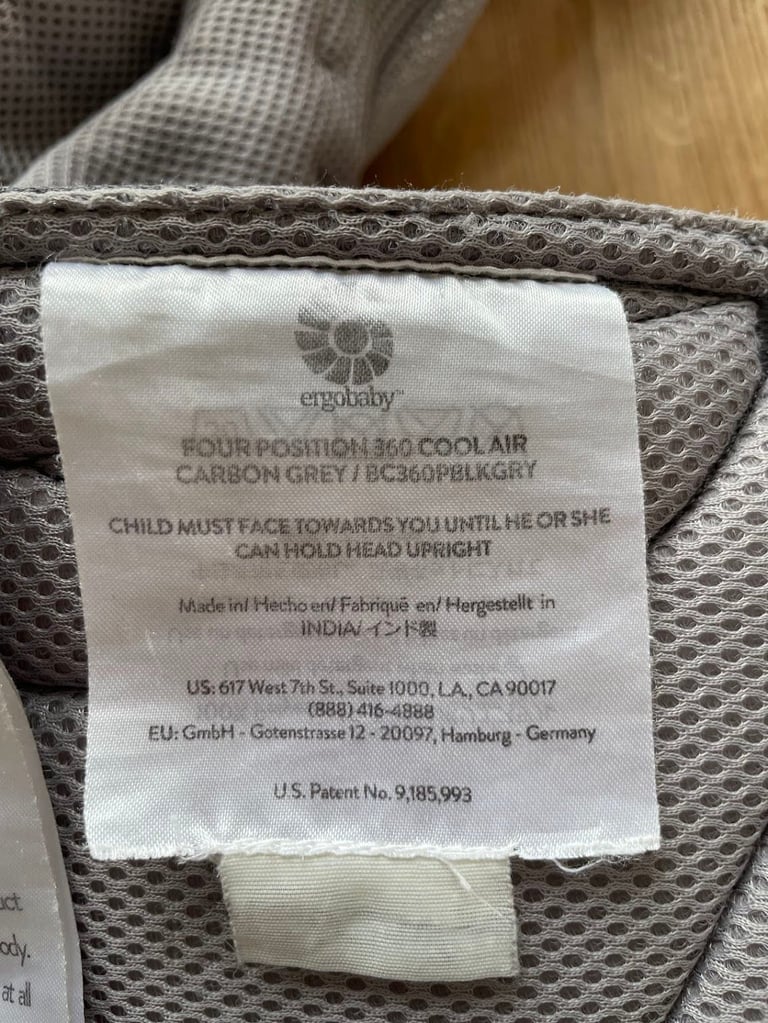 ergobaby™
FOUR POSITION 360 COOL AIR
CARBON GREY / BC360PBLKGRY
CHILD MUST FACE TOWARDS YOU UNTIL HE OR SHE
CAN HOLD HEAD UPRIGHT
Made in/ Hecho en/ Fabriqué en/ Hergestellt in
INDIA/ インド製
US: 617 West 7th St., Suite 1000, L.A., CA 90017
(888) 416-4888
EU: GmbH - Gotenstrasse 12 - 20097, Hamburg - Germany
U.S. Patent No. 9,185,993
at all